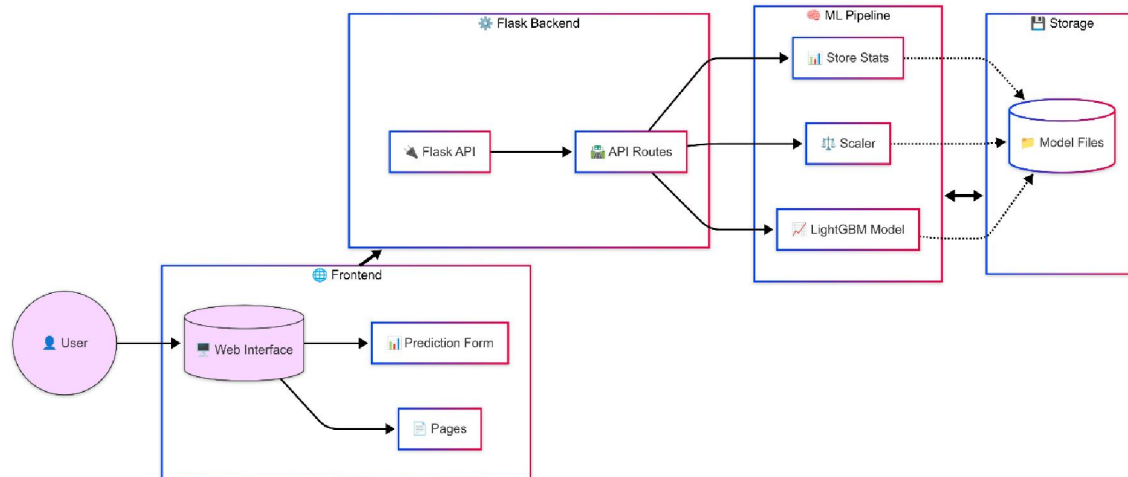 Flask Backend
ML Pipeline
Storage
Store Stats
Flask API
API Routes
Scaler
Model Files
LightGBM Model
Frontend
User
Web Interface
Prediction Form
Pages